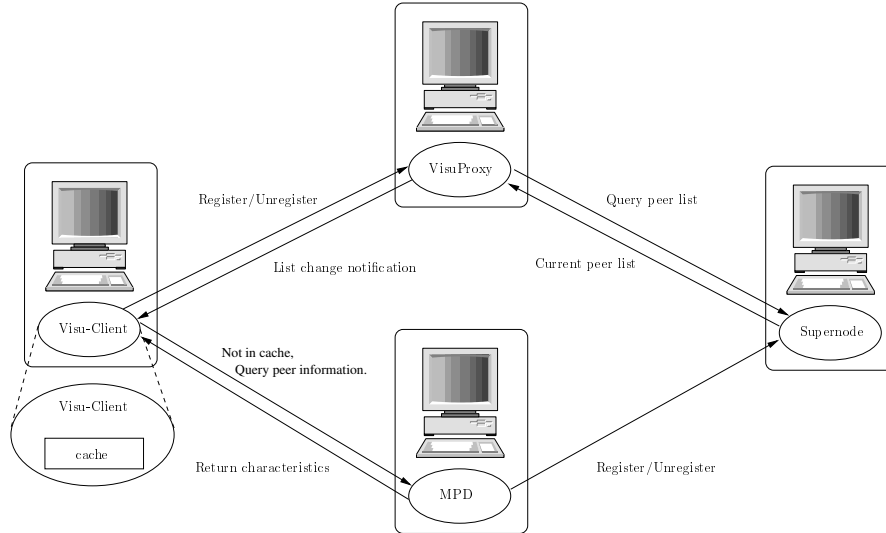 VisuProxy
Register/Unregister
Query peer list
List change notification
Current peer list
Visu-Client
Supernode
Not in cache,
Query peer information.
Visu-Client
cache
Return characteristics
Register/Unregister
MPD